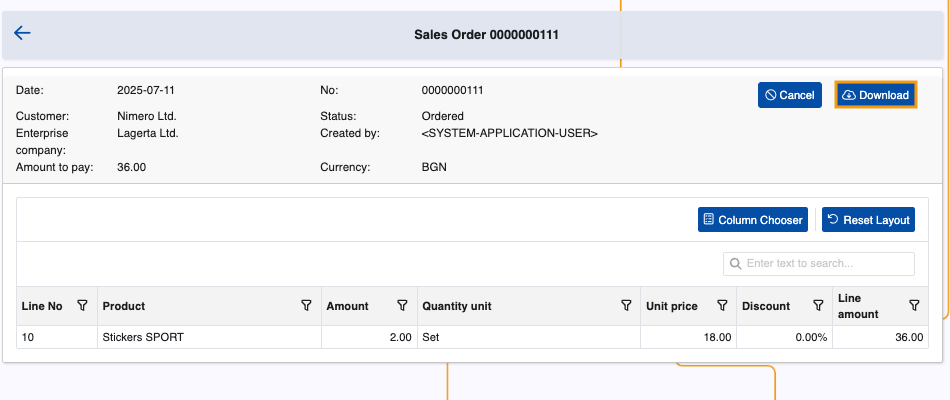 Sales Order 0000000111
Date: 2025-07-11 No: 0000000111 Cancel Download
Customer: Nimero Ltd. Status: Ordered
Enterprise company: Lagerta Ltd. Created by: <SYSTEM-APPLICATION-USER>
Amount to pay: 36.00 Currency: BGN
Column Chooser Reset Layout
Enter text to search...
Line No Product Amount Quantity unit Unit price Discount Line amount
10 Stickers SPORT 2.00 Set 18.00 0.00% 36.00